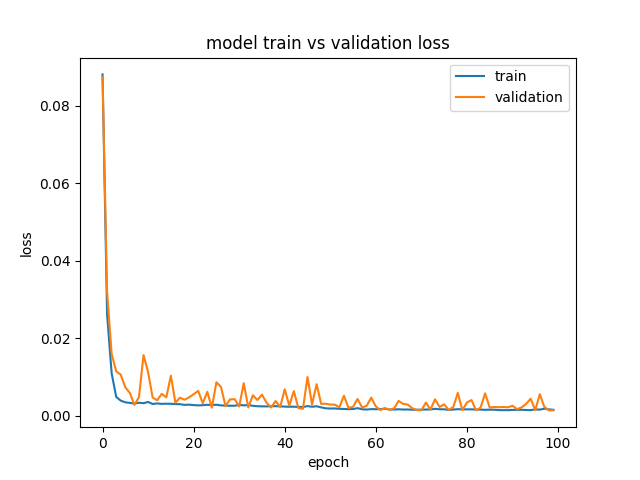 model train vs validation loss
train
validation
loss
0.08
0.06
0.04
0.02
0.00
0 20 40 60 80 100
epoch